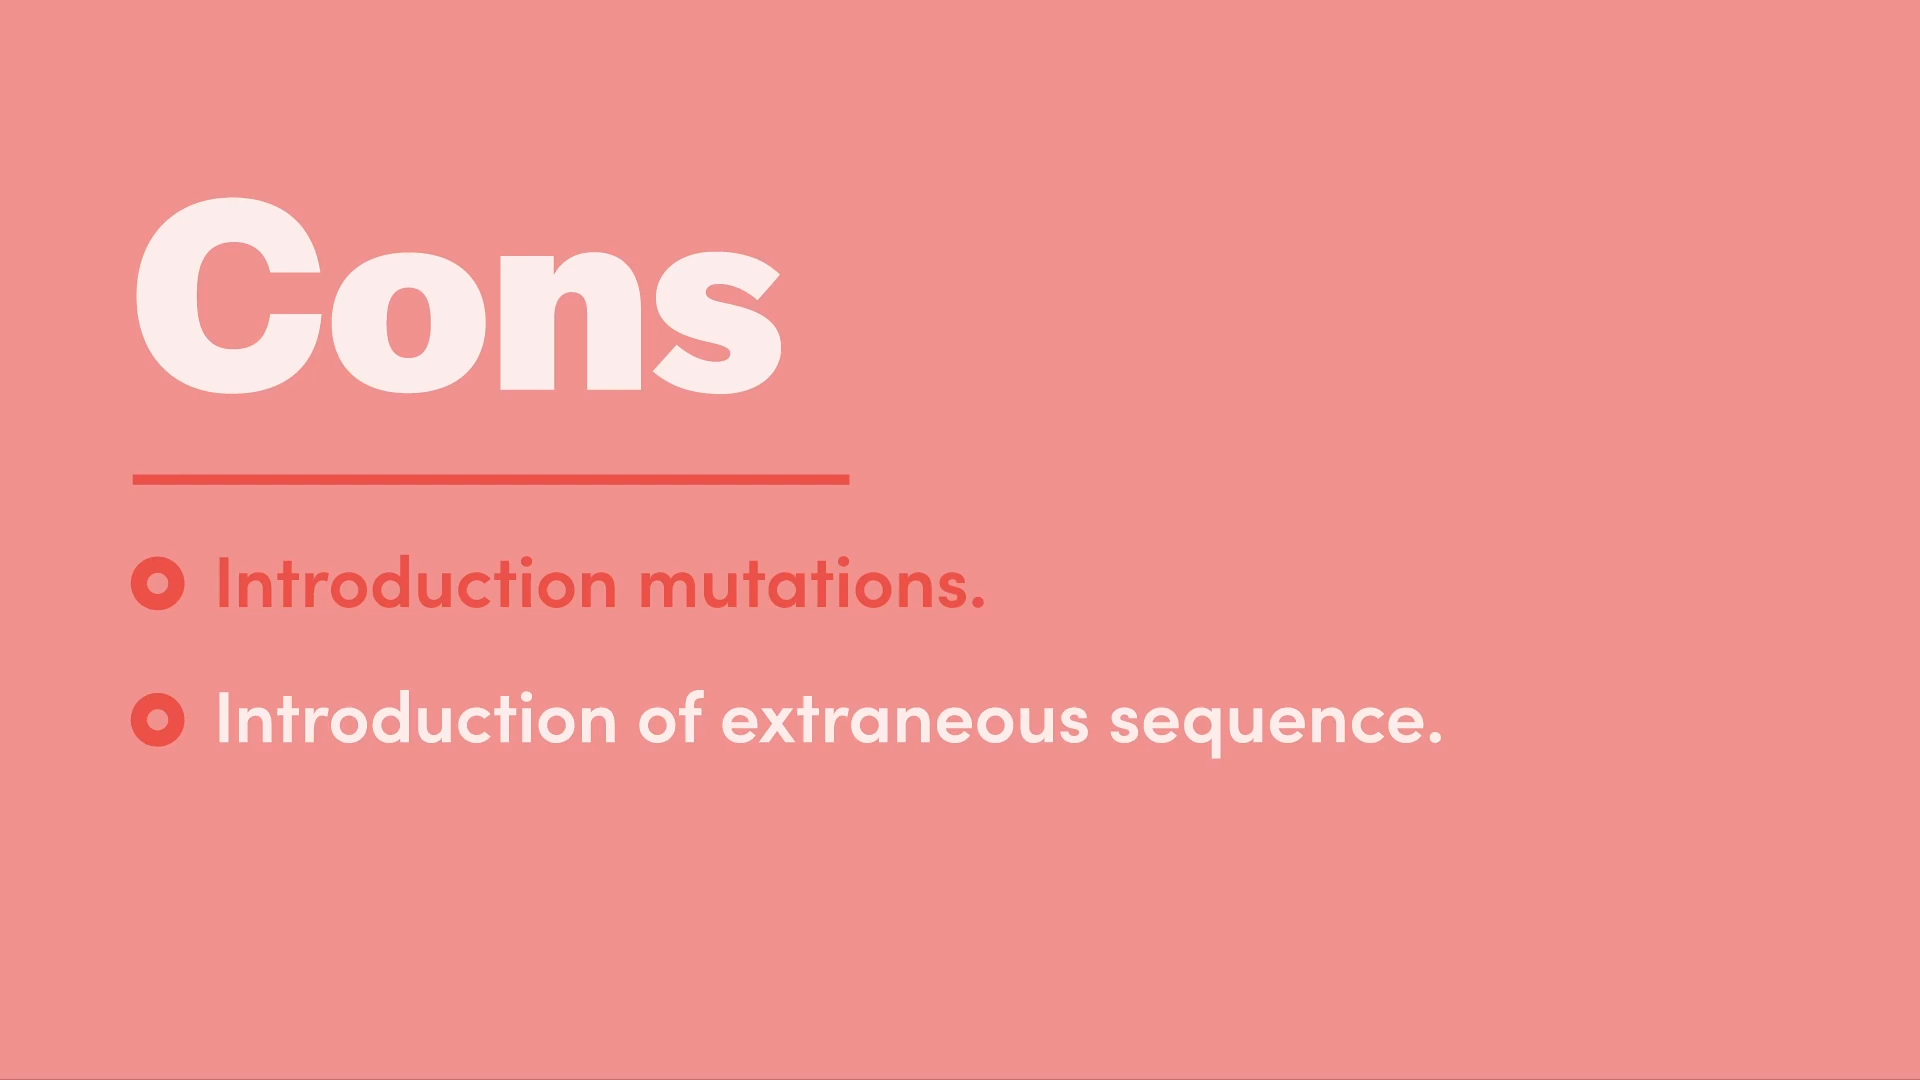 Cons
Introduction mutations.
Introduction of extraneous sequence.